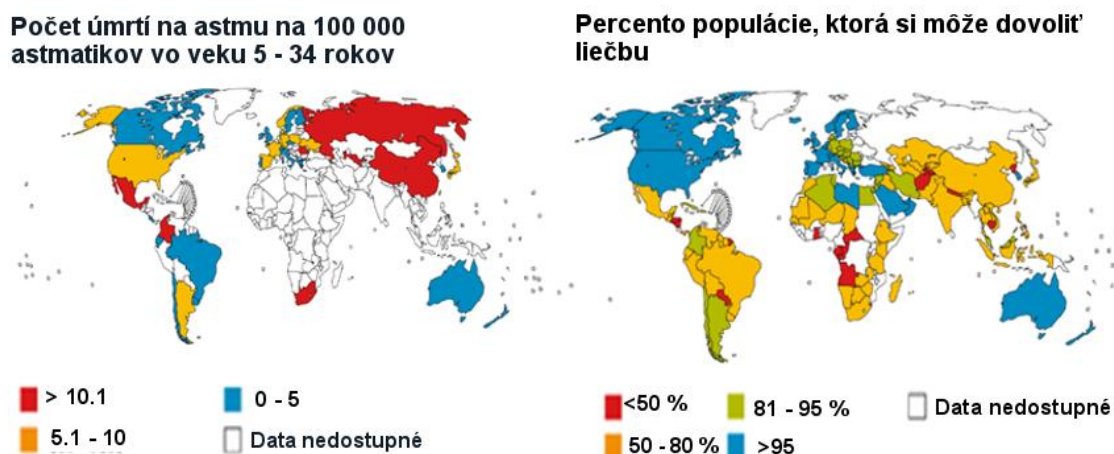 Počet úmrtí na astmu na 100 000
astmatikov vo veku 5 - 34 rokov
Percento populácie, ktorá si môže dovoliť
liečbu
> 10.1
0 - 5
5.1 - 10
Data nedostupné
<50 %
81 - 95 %
Data nedostupné
50 - 80 %
>95